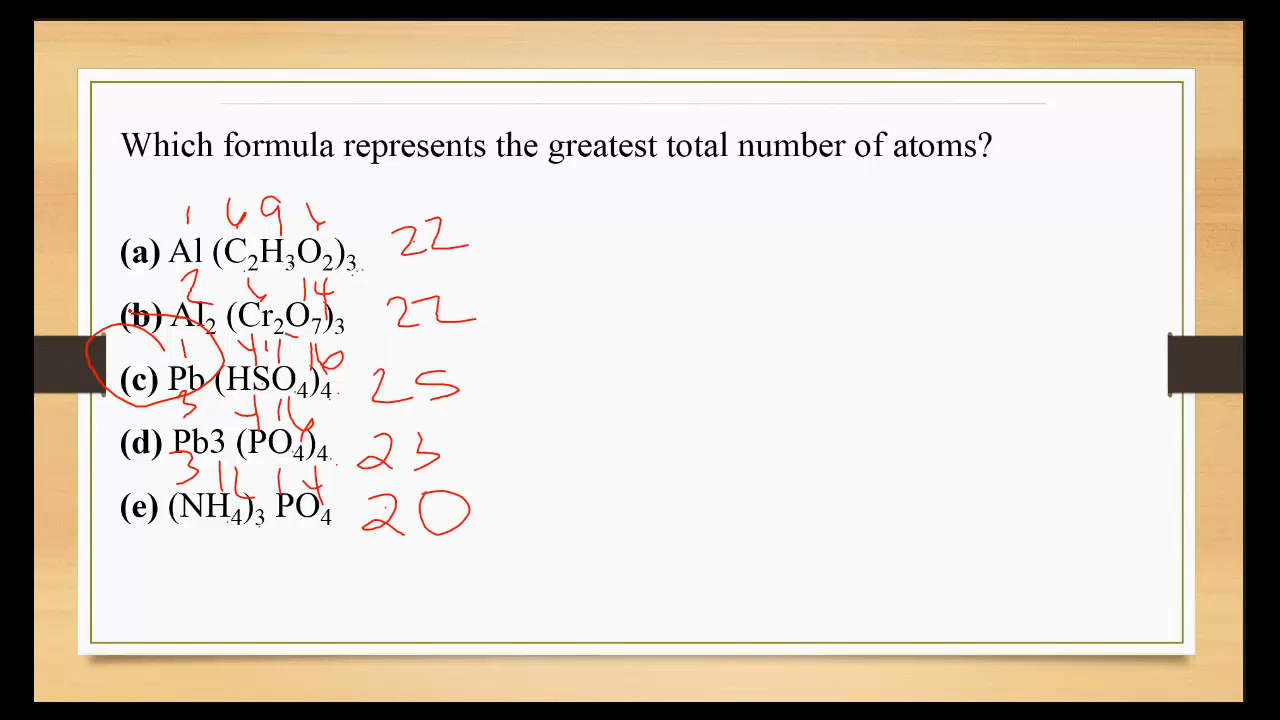 Which formula represents the greatest total number of atoms?
1 6 9 6
(a) Al (C₂H₃O₂)₃ 22
2 6 14
(b) Al₂ (Cr₂O₇)₃ 22
1 4 4 16
(c) Pb (HSO₄)₄ 25
3 4 16
(d) Pb3 (PO₄)₄ 23
3 12 1 4
(e) (NH₄)₃ PO₄ 20